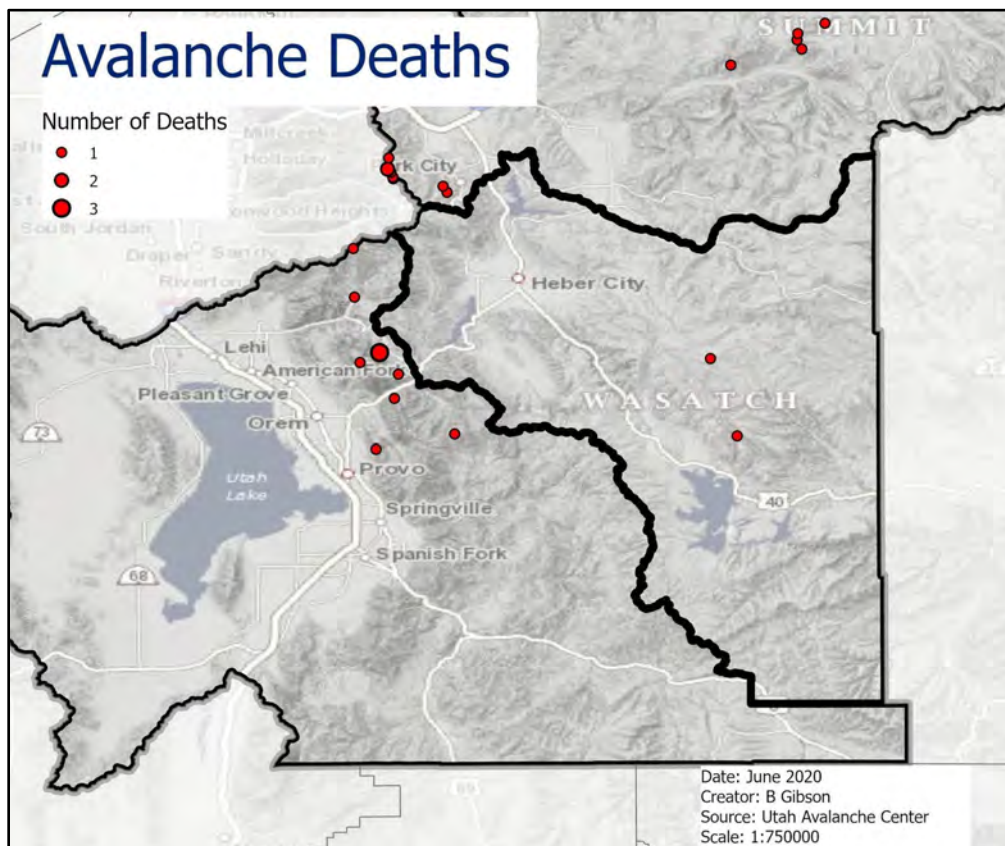 SUMMIT
Avalanche Deaths
Number of Deaths
1
2
3
Millcreek
Holladay
Park City
South Jordan
Draper
Sandy
Riverton
Heber City
Lehi
American Fork
Pleasant Grove
WASATCH
Orem
73
Provo
Utah
Lake
40
Springville
Spanish Fork
68
Date: June 2020
Creator: B Gibson
Source: Utah Avalanche Center
Scale: 1:750000